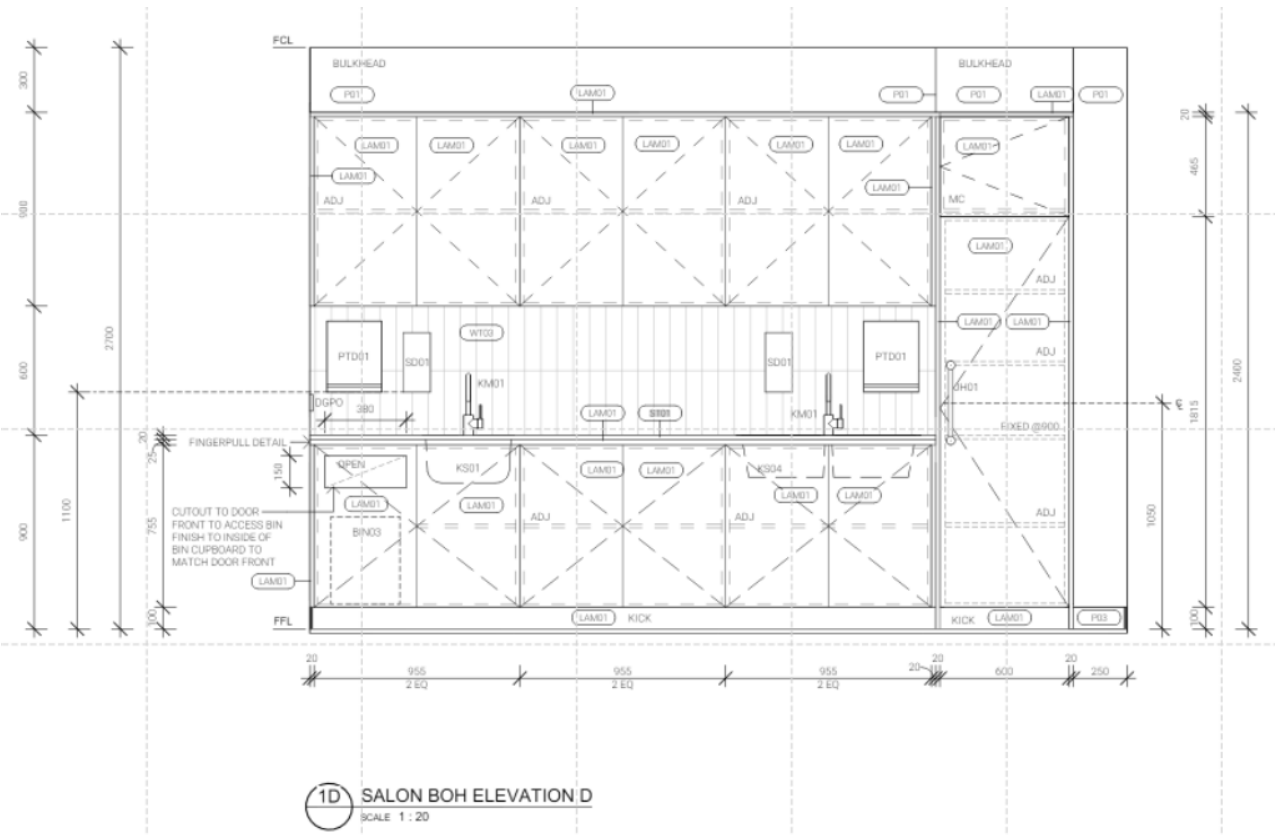 FCL
BULKHEAD
BULKHEAD
P01
LAM01
P01
P01
LAM01
P01
300
20
LAM01
LAM01
LAM01
LAM01
LAM01
LAM01
LAM01
LAM01
LAM01
465
ADJ
ADJ
ADJ
MC
900
LAM01
1815
ADJ
LAM01
LAM01
2700
WT03
PTD01
SD01
SD01
PTD01
ADJ
2400
600
KM01
DH01
DGPO
380
LAM01
ST01
KM01
FIXED @900
20
25
FINGERPULL DETAIL
OPEN
KS01
LAM01
LAM01
KS04
150
LAM01
LAM01
LAM01
LAM01
CUTOUT TO DOOR
FRONT TO ACCESS BIN
FINISH TO INSIDE OF
BIN CUPBOARD TO
MATCH DOOR FRONT
BIN03
ADJ
ADJ
ADJ
1100
900
755
1050
LAM01
100
FFL
LAM01
KICK
KICK
LAM01
P03
100
20
955
2 EQ
955
2 EQ
955
2 EQ
20
20
600
20
250
1D
SALON BOH ELEVATION D
SCALE 1 : 20